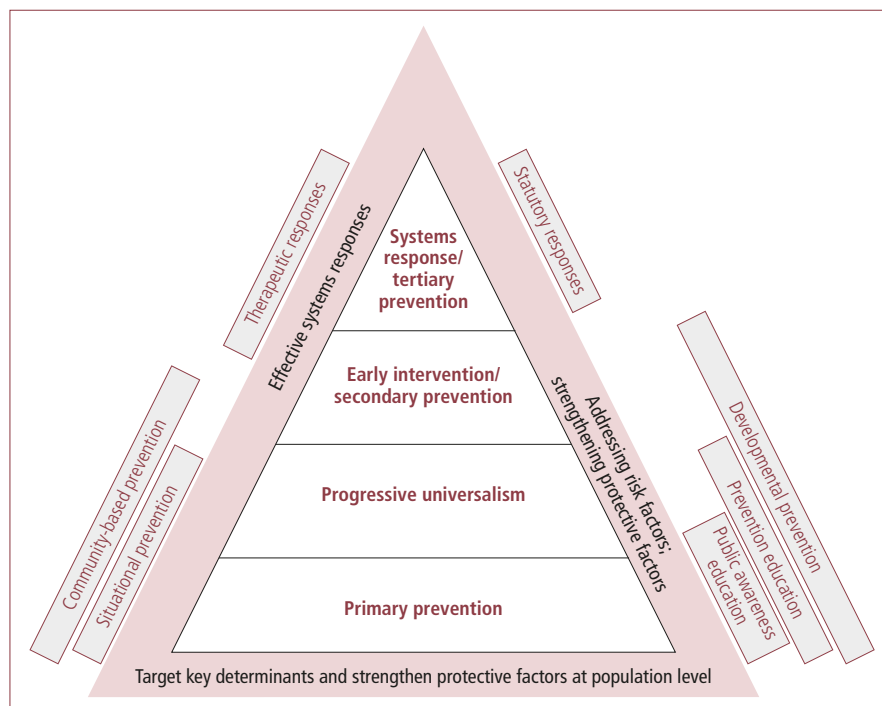 Therapeutic responses
Effective systems responses
Statutory responses
Systems
response/
tertiary
prevention
Early intervention/
secondary prevention
Addressing risk factors;
strengthening protective factors
Community-based prevention
Situational prevention
Progressive universalism
Developmental prevention
Prevention education
Public awareness
education
Primary prevention
Target key determinants and strengthen protective factors at population level